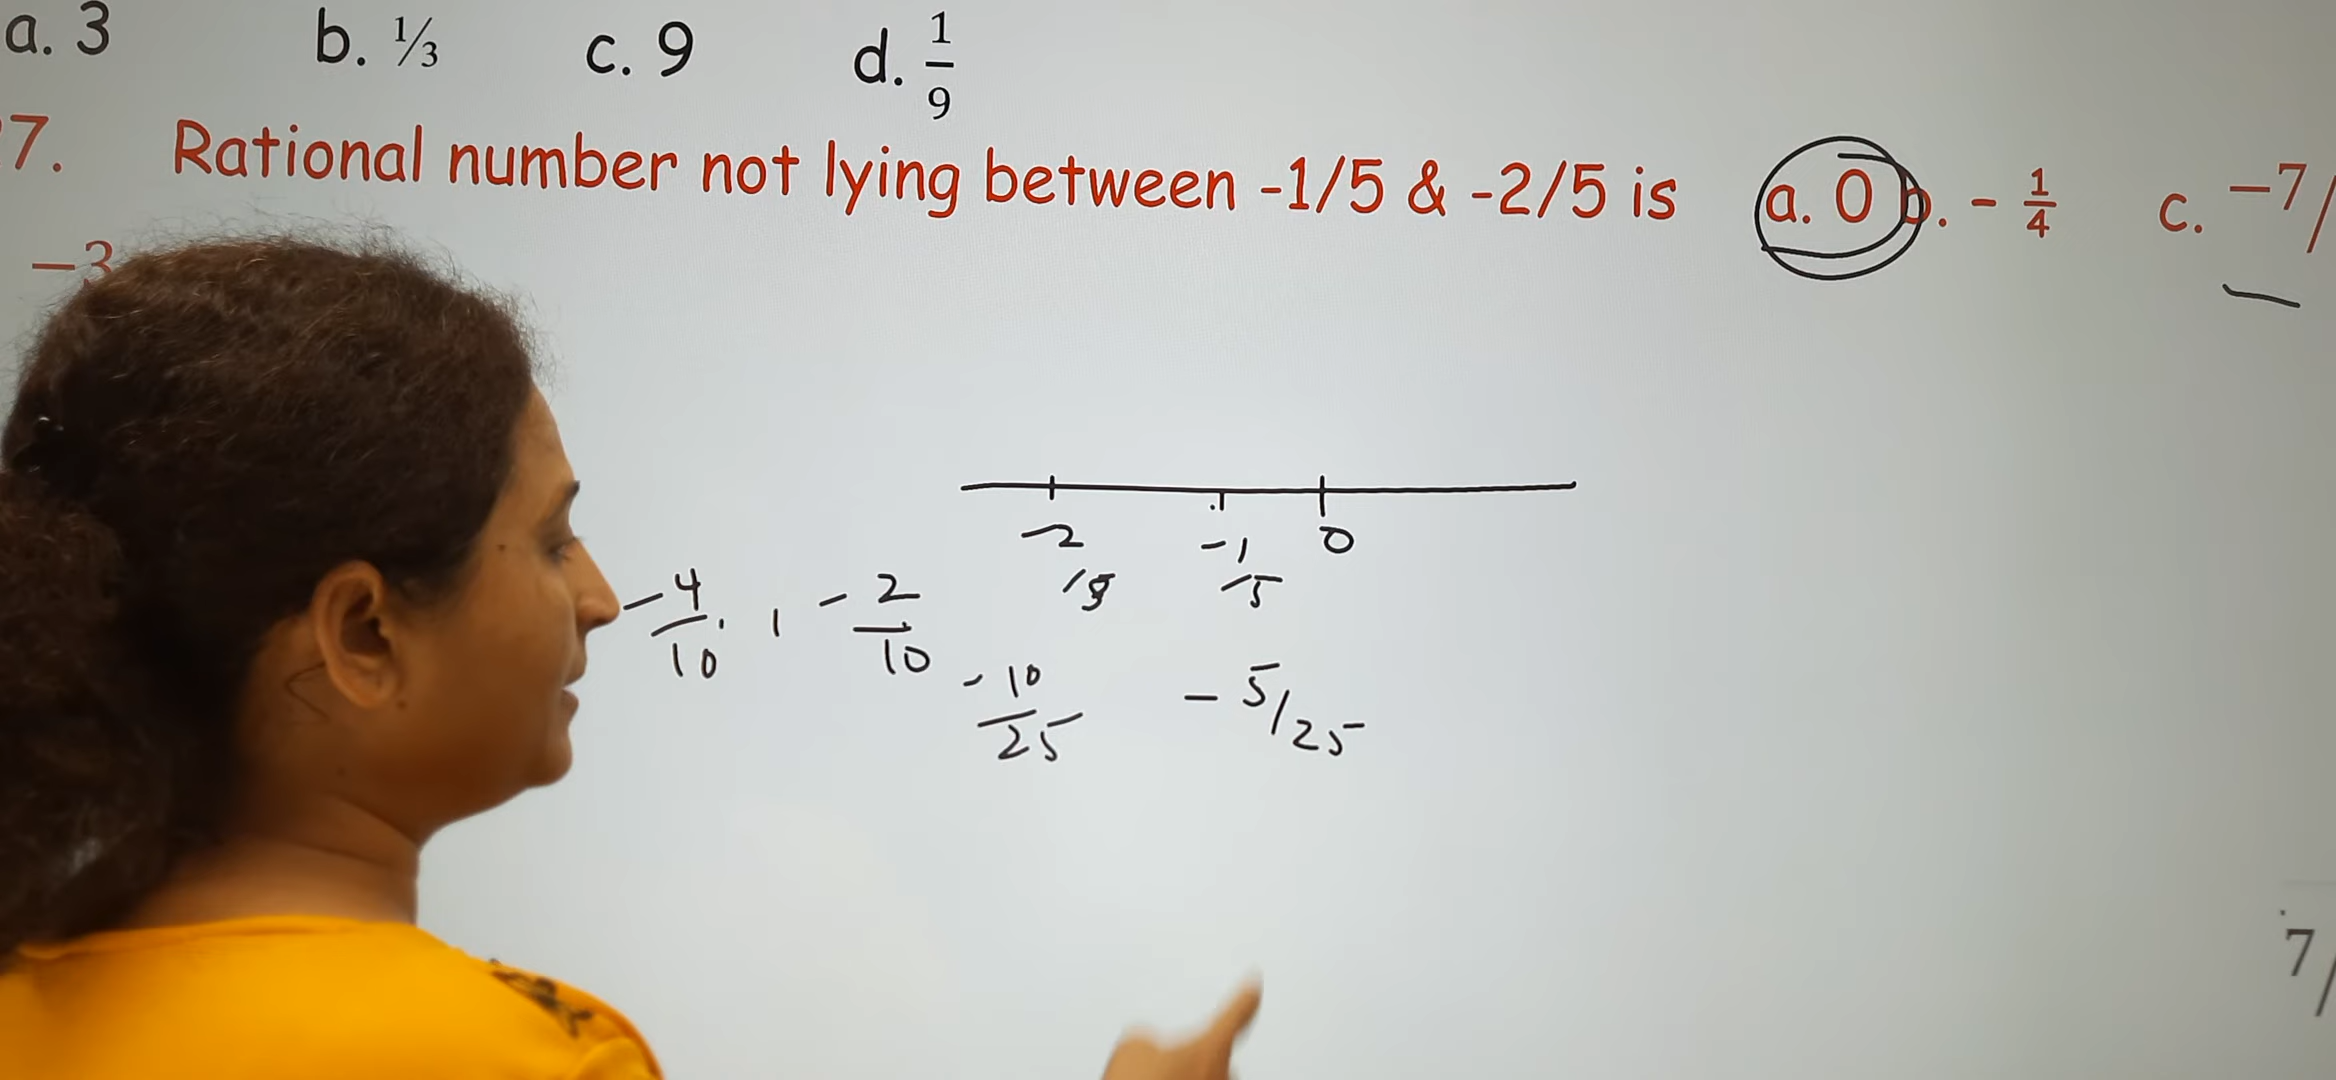 a. 3 b. ⅓ c. 9 d. 1/9
7. Rational number not lying between -1/5 & -2/5 is a. 0 b. - 1/4 c. −7/
−3
-2/5 -1/5 0
-4/10 , -2/10
-10/25 -5/25
7/